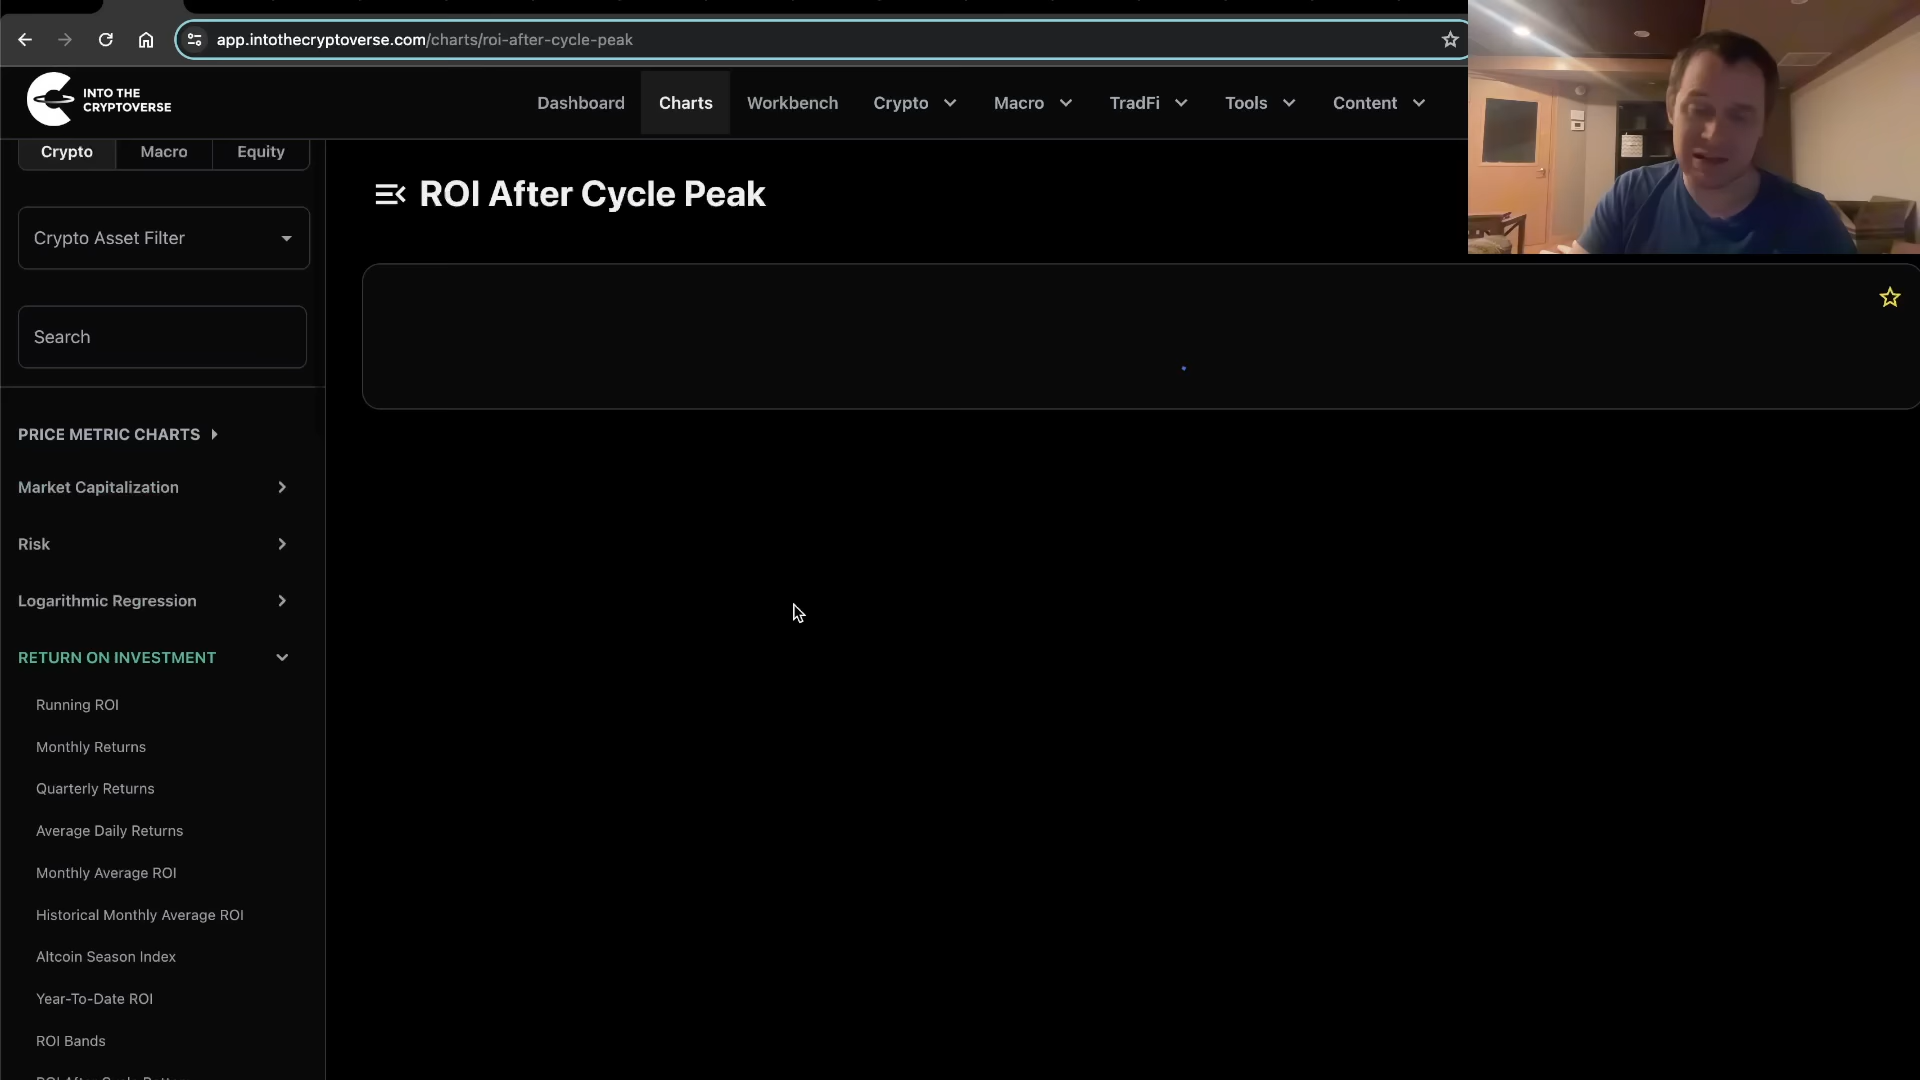 app.intothecryptoverse.com/charts/roi-after-cycle-peak
INTO THE
CRYPTOVERSE
Dashboard
Charts
Workbench
Crypto
Macro
TradFi
Tools
Content
Crypto
Macro
Equity
ROI After Cycle Peak
Crypto Asset Filter
Search
PRICE METRIC CHARTS
Market Capitalization
Risk
Logarithmic Regression
RETURN ON INVESTMENT
Running ROI
Monthly Returns
Quarterly Returns
Average Daily Returns
Monthly Average ROI
Historical Monthly Average ROI
Altcoin Season Index
Year-To-Date ROI
ROI Bands